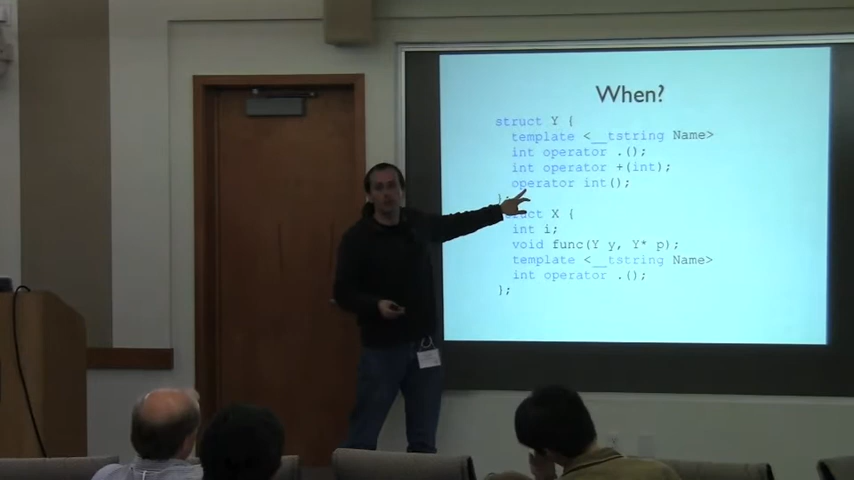 When?
struct Y {
template <__tstring Name>
int operator .();
int operator +(int);
operator int();
};
struct X {
int i;
void func(Y y, Y* p);
template <__tstring Name>
int operator .();
};